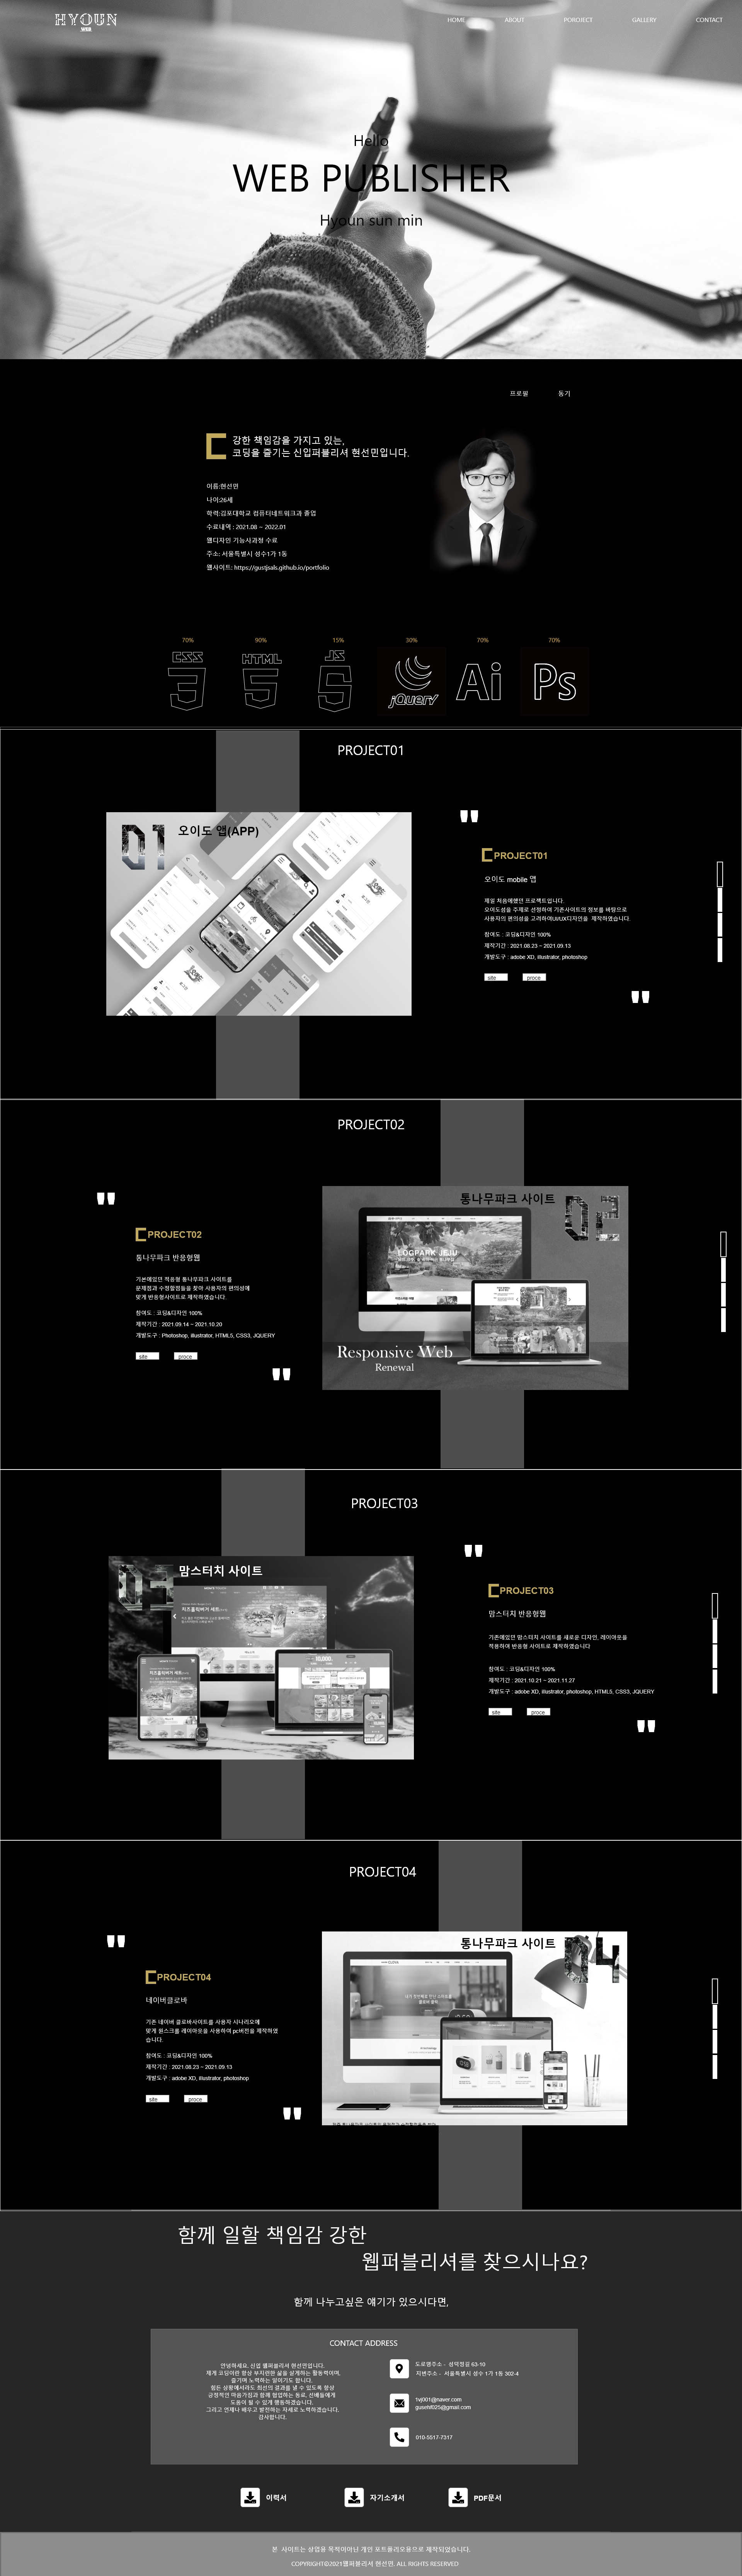 HYOUN
WEB
HOME
ABOUT
POROJECT
GALLERY
CONTACT
Hello
WEB PUBLISHER
Hyoun sun min
프로필
동기
강한 책임감을 가지고 있는,
코딩을 즐기는 신입퍼블리셔 현선민입니다.
이름:현선민
나이:26세
학력:김포대학교 컴퓨터네트워크과 졸업
수료내역 : 2021.08 ~ 2022.01
웹디자인 기능사과정 수료
주소: 서울특별시 성수1가 1동
웹사이트: https://gustjsals.github.io/portfolio
70%
90%
15%
30%
70%
70%
CSS
3
HTML
5
JS
jQuery
Ai
Ps
PROJECT01
01
오이도 앱(APP)
PROJECT01
오이도 mobile 앱
제일 처음예했던 프로젝트입니다.
오이도섬을 주제로 선정하여 기존사이트의 정보를 바탕으로
사용자의 편의성을 고려하여UI/UX디자인을 제작하였습니다.
참여도 : 코딩&디자인 100%
제작기간 : 2021.08.23 ~ 2021.09.13
개발도구 : adobe XD, illustrator, photoshop
site
proce
PROJECT02
통나무파크 사이트
02
LOGPARK JEJU
Responsive Web
Renewal
PROJECT02
통나무파크 반응형웹
기본예있던 적응형 통나무파크 사이트를
문제점과 수정할점들을 찾아 사용자의 편의성에
맞게 반응형사이트로 제작하였습니다.
참여도 : 코딩&디자인 100%
제작기간 : 2021.09.14 ~ 2021.10.20
개발도구 : Photoshop, illustrator, HTML5, CSS3, JQUERY
site
proce
PROJECT03
03
맘스터치 사이트
PROJECT03
맘스터치 반응형웹
기존예있던 맘스터치 사이트를 새로운 디자인, 레이아웃을
적용하여 반응형 사이트로 제작하였습니다
참여도 : 코딩&디자인 100%
제작기간 : 2021.10.21 ~ 2021.11.27
개발도구 : adobe XD, illustrator, photoshop, HTML5, CSS3, JQUERY
site
proce
PROJECT04
통나무파크 사이트
04
PROJECT04
네이버클로바
기존 네이버 클로바사이트를 사용자 시나리오에
맞게 원스크롤 레이아웃을 사용하여 pc버전을 제작하였
습니다.
참여도 : 코딩&디자인 100%
제작기간 : 2021.08.23 ~ 2021.09.13
개발도구 : adobe XD, illustrator, photoshop
site
proce
함께 일할 책임감 강한
웹퍼블리셔를 찾으시나요?
함께 나누고싶은 얘기가 있으시다면,
CONTACT ADDRESS
안녕하세요, 신입 웹퍼블리셔 현선민입니다.
제게 코딩이란 항상 부지런한 삶을 살게하는 활동력이며,
즐기며 노력하는 일이기도 합니다.
힘든 상황에서라도 최선의 결과를 낼 수 있도록 항상
긍정적인 마음가짐과 함께 협업하는 동료, 선배들에게
도움이 될 수 있게 행동하겠습니다.
그리고 언제나 배우고 발전하는 자세로 노력하겠습니다.
감사합니다.
도로명주소 - 성덕정길 63-10
지번주소 - 서울특별시 성수 1가 1동 302-4
1vj001@naver.com
010-5517-7317
이력서
자기소개서
PDF문서
본 사이트는 상업용 목적이아닌 개인 포트폴리오용으로 제작되었습니다.
COPYRIGHT©2021웹퍼블리셔 현선민. ALL RIGHTS RESERVED